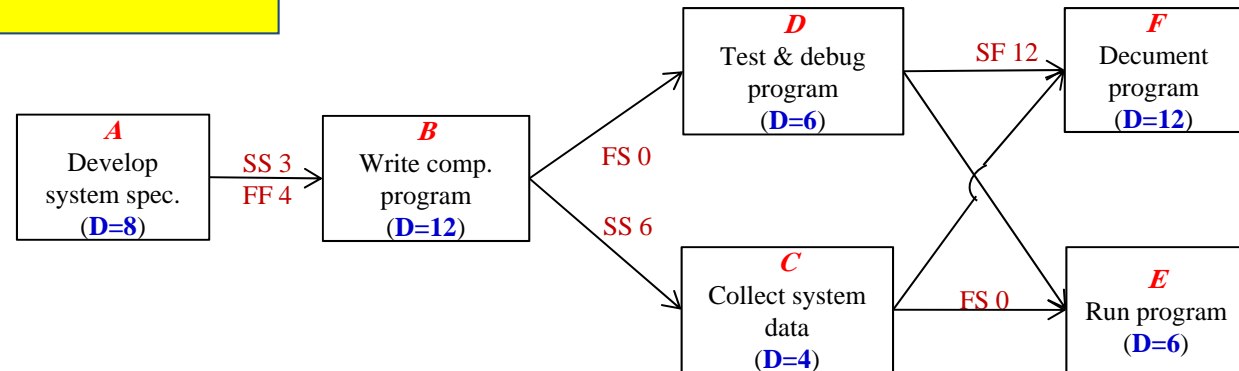 A
Develop
system spec.
(D=8)
SS 3
FF 4
B
Write comp.
program
(D=12)
FS 0
SS 6
D
Test & debug
program
(D=6)
C
Collect system
data
(D=4)
SF 12
FS 0
F
Decument
program
(D=12)
E
Run program
(D=6)